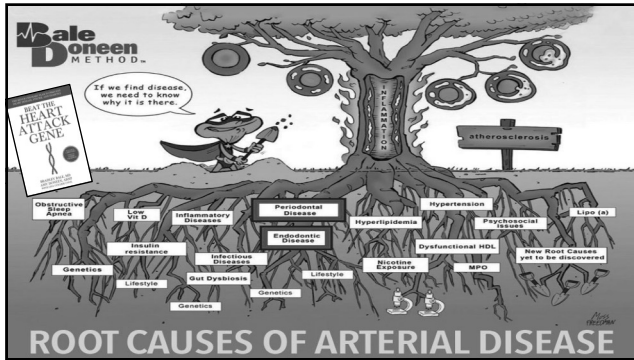 Bale
Doneen
METHOD
If we find disease,
we need to know
why it is there.
BEAT THE
HEART
ATTACK
GENE
INFLAMMATION
atherosclerosis
Obstructive
Sleep
Apnea
Low
Vit D
Inflammatory
Diseases
Periodontal
Disease
Hyperlipidemia
Hypertension
Psychosocial
issues
Lipo (a)
Insulin
resistance
Infectious
Diseases
Endodontic
Disease
Dysfunctional HDL
New Root Causes
yet to be discovered
Genetics
Lifestyle
Gut Dysbiosis
Lifestyle
Nicotine
Exposure
MPO
Genetics
Genetics
ROOT CAUSES OF ARTERIAL DISEASE